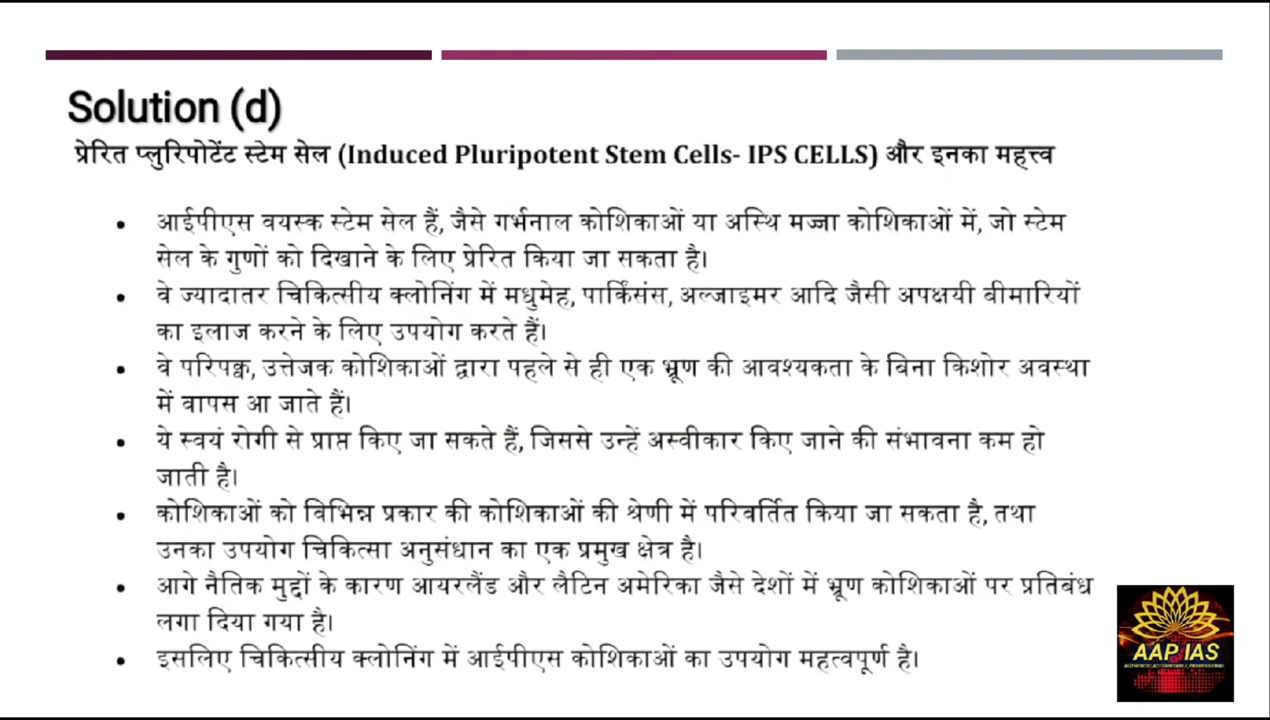 Solution (d)
प्रेरित प्लुरिपोटेंट स्टेम सेल (Induced Pluripotent Stem Cells- IPS CELLS) और इनका महत्त्व
• आईपीएस वयस्क स्टेम सेल हैं, जैसे गर्भनाल कोशिकाओं या अस्थि मज्जा कोशिकाओं में, जो स्टेम
सेल के गुणों को दिखाने के लिए प्रेरित किया जा सकता है।
• वे ज्यादातर चिकित्सीय क्लोनिंग में मधुमेह, पार्किंसंस, अल्जाइमर आदि जैसी अपक्षयी बीमारियों
का इलाज करने के लिए उपयोग करते हैं।
• वे परिपक्व, उत्तेजक कोशिकाओं द्वारा पहले से ही एक भ्रूण की आवश्यकता के बिना किशोर अवस्था
में वापस आ जाते हैं।
• ये स्वयं रोगी से प्राप्त किए जा सकते हैं, जिससे उन्हें अस्वीकार किए जाने की संभावना कम हो
जाती है।
• कोशिकाओं को विभिन्न प्रकार की कोशिकाओं की श्रेणी में परिवर्तित किया जा सकता है, तथा
उनका उपयोग चिकित्सा अनुसंधान का एक प्रमुख क्षेत्र है।
• आगे नैतिक मुद्दों के कारण आयरलैंड और लैटिन अमेरिका जैसे देशों में भ्रूण कोशिकाओं पर प्रतिबंध
लगा दिया गया है।
• इसलिए चिकित्सीय क्लोनिंग में आईपीएस कोशिकाओं का उपयोग महत्वपूर्ण है।
AAP IAS